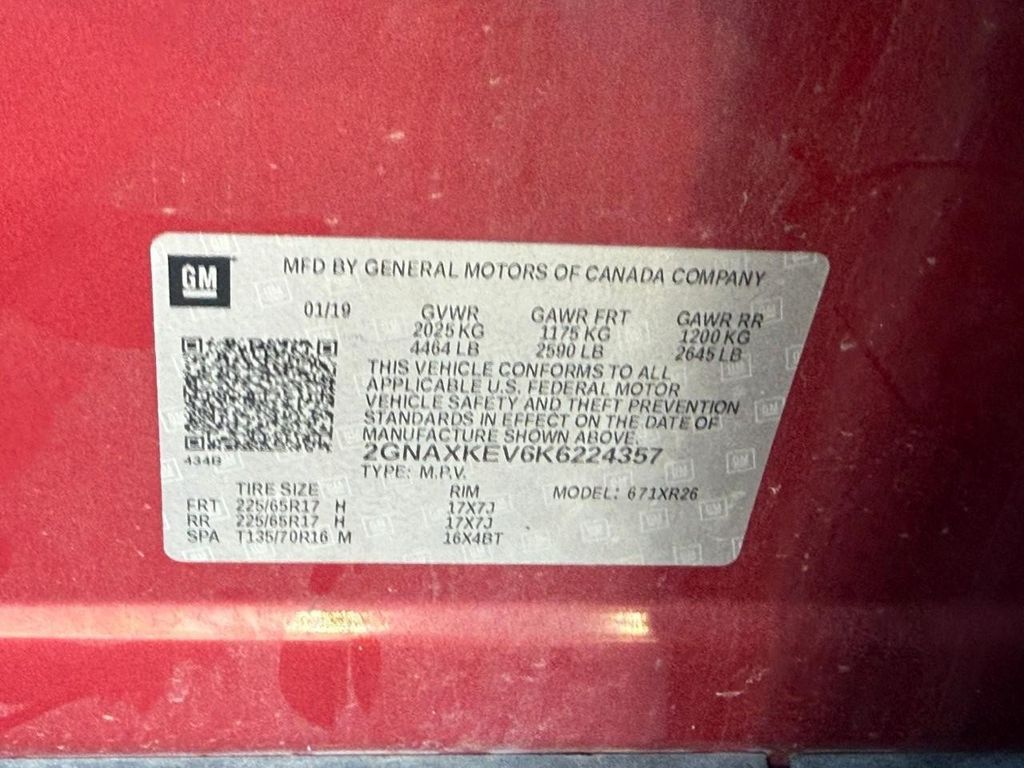 GM
MFD BY GENERAL MOTORS OF CANADA COMPANY
01/19 GVWR GAWR FRT GAWR RR
2025 KG 1175 KG 1200 KG
4464 LB 2590 LB 2645 LB
THIS VEHICLE CONFORMS TO ALL
APPLICABLE U.S. FEDERAL MOTOR
VEHICLE SAFETY AND THEFT PREVENTION
STANDARDS IN EFFECT ON THE DATE OF
MANUFACTURE SHOWN ABOVE.
434B 2GNAXKEV6K6224357
TYPE: M.P.V.
TIRE SIZE RIM MODEL: 671XR26
FRT 225/65R17 H 17X7J
RR 225/65R17 H 17X7J
SPA T135/70R16 M 16X4BT